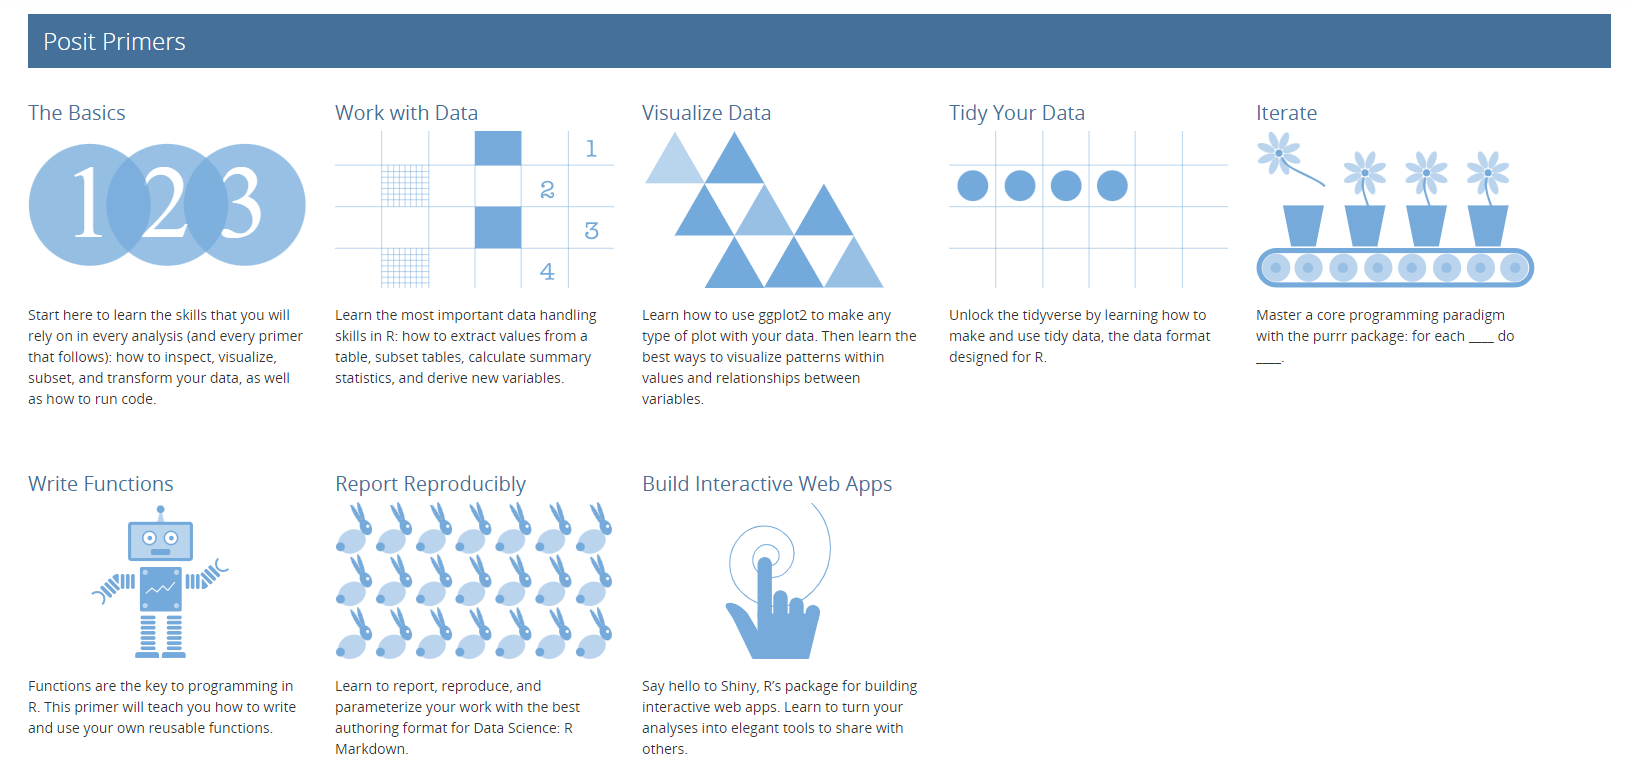 Posit Primers
The Basics
1 2 3
Start here to learn the skills that you will
rely on in every analysis (and every primer
that follows): how to inspect, visualize,
subset, and transform your data, as well
as how to run code.
Work with Data
1
2
3
4
Learn the most important data handling
skills in R: how to extract values from a
table, subset tables, calculate summary
statistics, and derive new variables.
Visualize Data
Learn how to use ggplot2 to make any
type of plot with your data. Then learn the
best ways to visualize patterns within
values and relationships between
variables.
Tidy Your Data
Unlock the tidyverse by learning how to
make and use tidy data, the data format
designed for R.
Iterate
Master a core programming paradigm
with the purrr package: for each ___ do
___.
Write Functions
Functions are the key to programming in
R. This primer will teach you how to write
and use your own reusable functions.
Report Reproducibly
Learn to report, reproduce, and
parameterize your work with the best
authoring format for Data Science: R
Markdown.
Build Interactive Web Apps
Say hello to Shiny, R’s package for building
interactive web apps. Learn to turn your
analyses into elegant tools to share with
others.